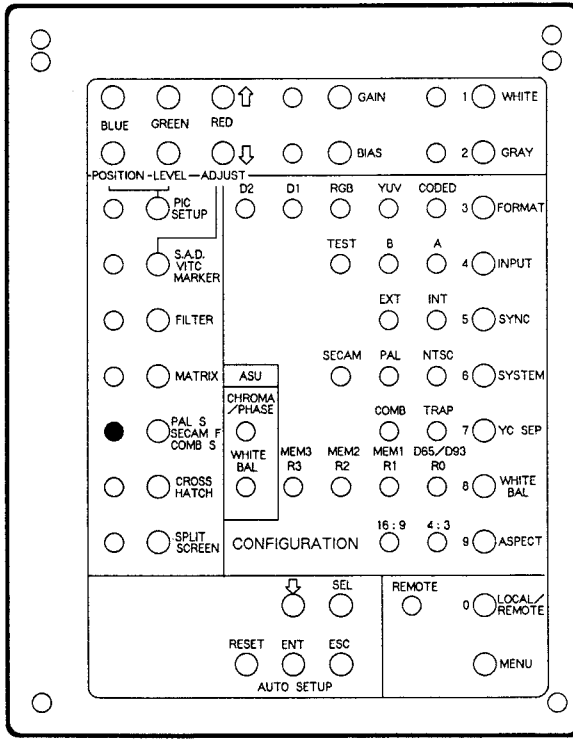 GAIN 1 WHITE
BLUE GREEN RED
BIAS 2 GRAY
POSITION - LEVEL - ADJUST
D2 D1 RGB YUV CODED
PIC
SETUP
3 FORMAT
TEST B A
S.A.D.
VITC
MARKER
4 INPUT
EXT INT
FILTER
5 SYNC
SECAM PAL NTSC
MATRIX
ASU
6 SYSTEM
CHROMA
/PHASE
COMB TRAP
PAL S
SECAM F
COMB S
7 YC SEP
WHITE
BAL
MEM3 MEM2 MEM1 D65/D93
R3 R2 R1 R0
CROSS
HATCH
8 WHITE
BAL
16:9 4:3
SPLIT
SCREEN
CONFIGURATION
9 ASPECT
SEL
REMOTE
0 LOCAL/
REMOTE
RESET ENT ESC
MENU
AUTO SETUP